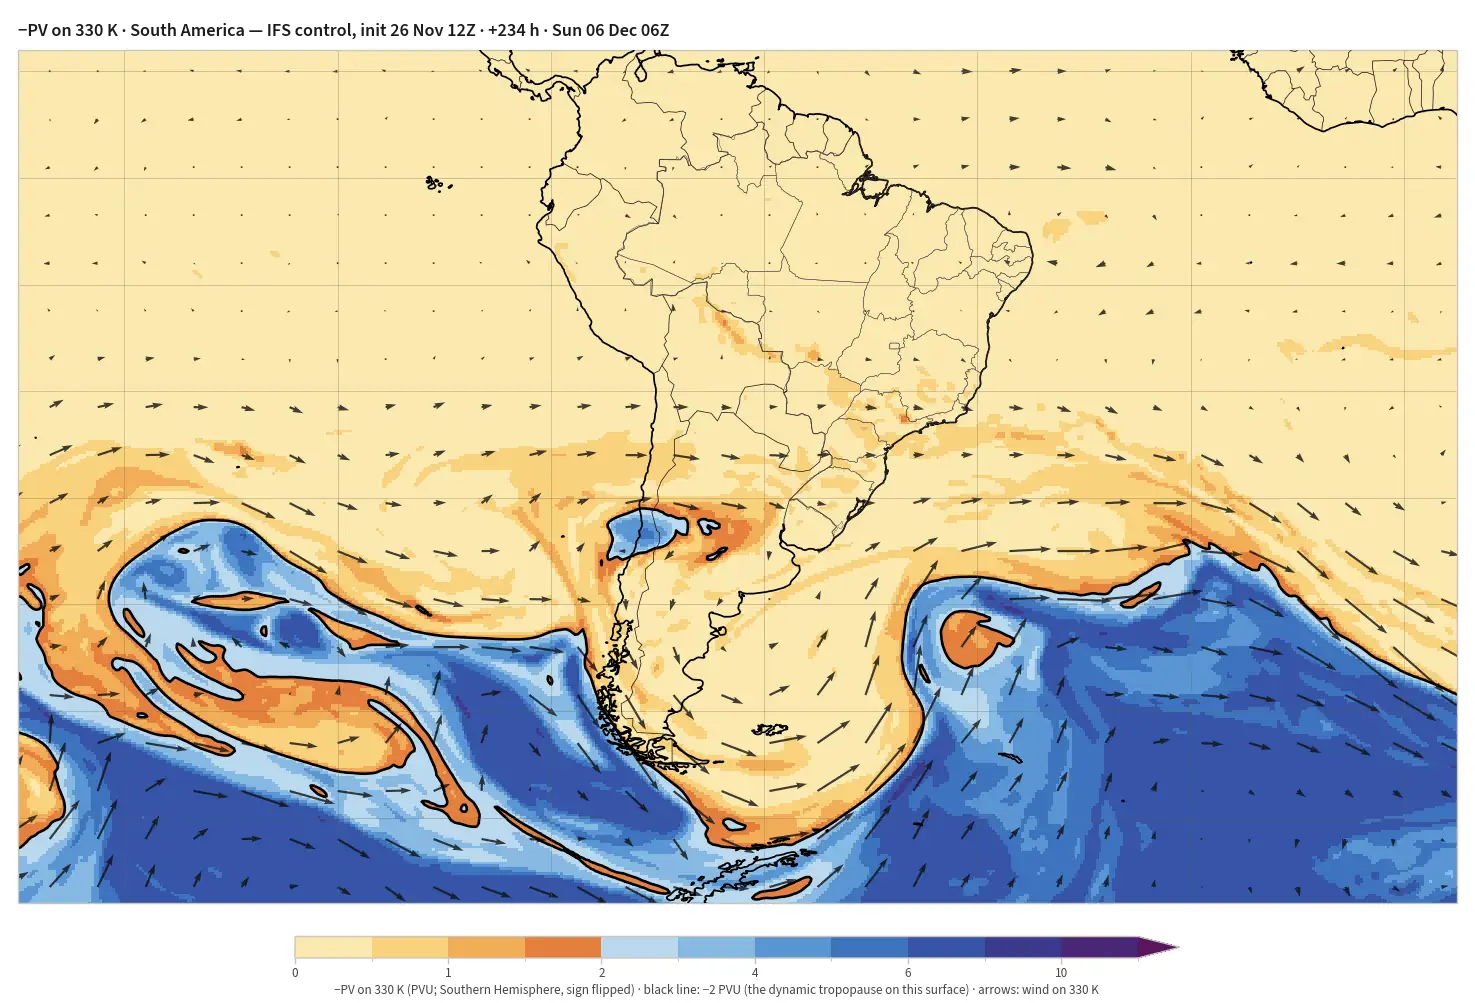 −PV on 330 K · South America — IFS control, init 26 Nov 12Z · +234 h · Sun 06 Dec 06Z
0 1 2 4 6 10
−PV on 330 K (PVU; Southern Hemisphere, sign flipped) · black line: −2 PVU (the dynamic tropopause on this surface) · arrows: wind on 330 K